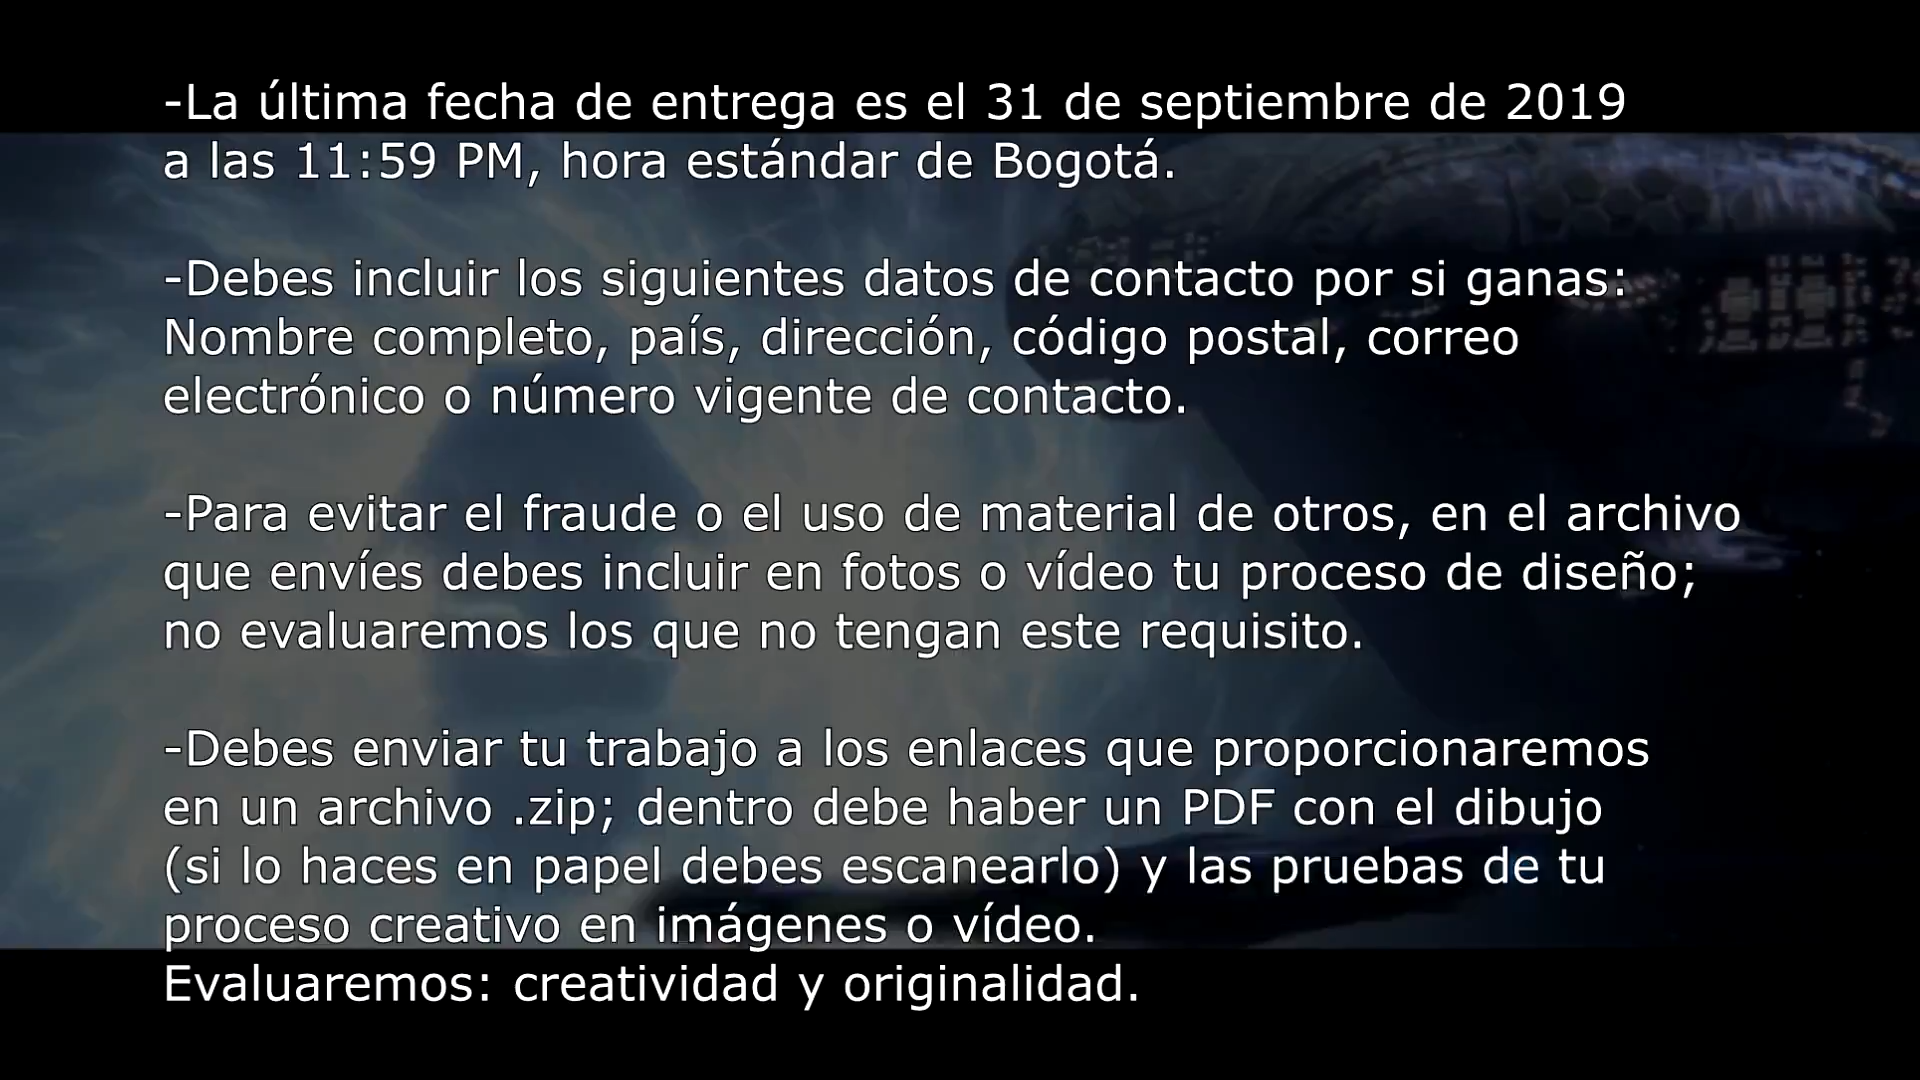 -La última fecha de entrega es el 31 de septiembre de 2019
a las 11:59 PM, hora estándar de Bogotá.
-Debes incluir los siguientes datos de contacto por si ganas:
Nombre completo, país, dirección, código postal, correo
electrónico o número vigente de contacto.
-Para evitar el fraude o el uso de material de otros, en el archivo
que envíes debes incluir en fotos o vídeo tu proceso de diseño;
no evaluaremos los que no tengan este requisito.
-Debes enviar tu trabajo a los enlaces que proporcionaremos
en un archivo .zip; dentro debe haber un PDF con el dibujo
(si lo haces en papel debes escanearlo) y las pruebas de tu
proceso creativo en imágenes o vídeo.
Evaluaremos: creatividad y originalidad.